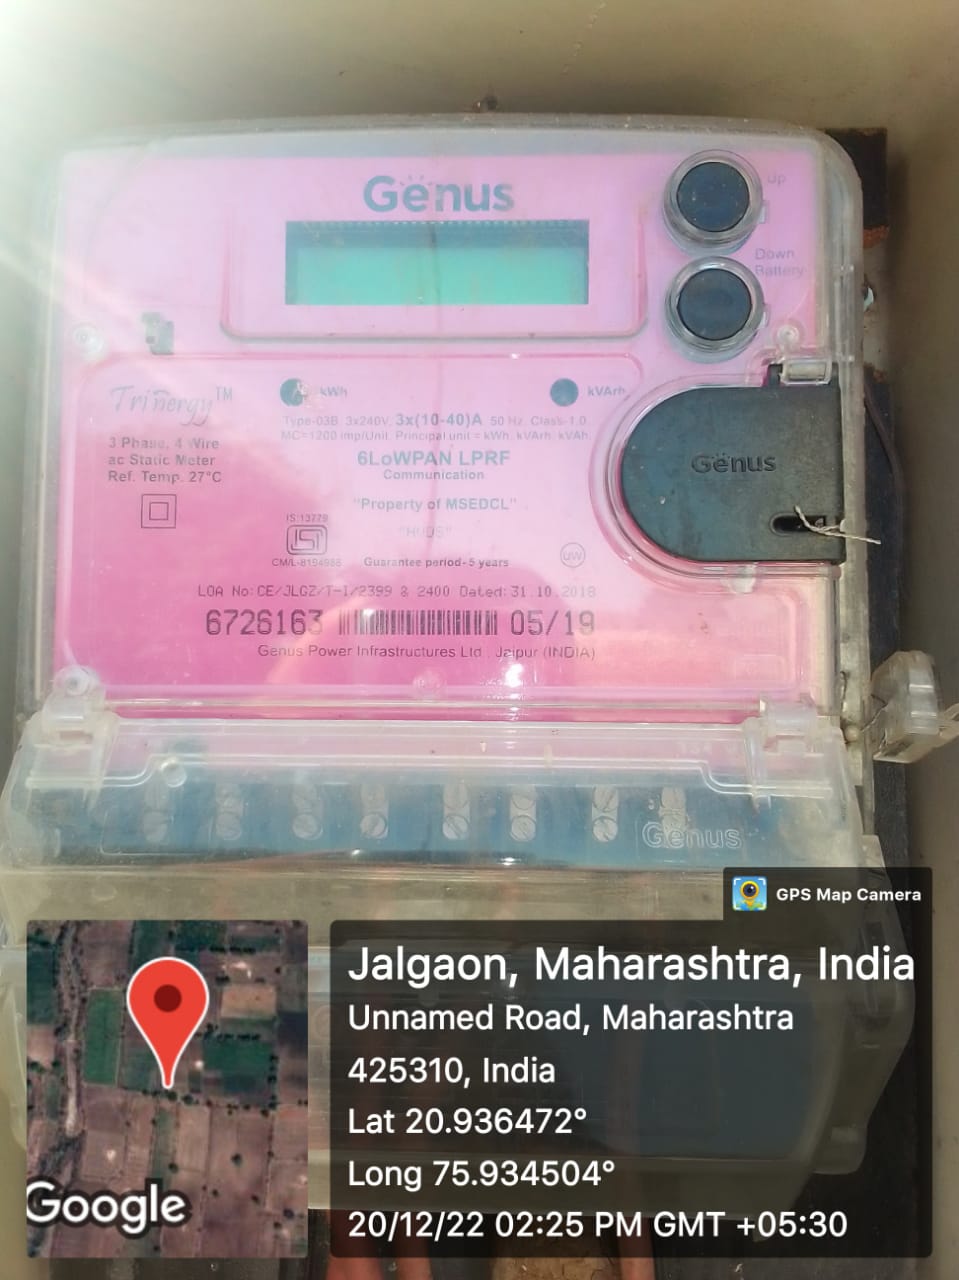 Genus
Up
Down
Battery
TriNergy™
kWh
kVArh
Type-03B, 3x240V, 3x(10-40)A, 50 Hz, Class-1.0
MC=1200 imp/Unit. Principal unit = kWh, kVArh, kVAh.
3 Phase, 4 Wire
ac Static Meter
Ref. Temp. 27°C
6LoWPAN LPRF
Communication
Genus
"Property of MSEDCL"
IS:13779
ISI
UW
CM/L-8194988
Guarantee period-5 years
LOA No:CE/JLGZ/T-1/2399 & 2400 Dated:31.10.2018
6726163 05/19
Genus Power Infrastructures Ltd., Jaipur (INDIA)
Genus
GPS Map Camera
Jalgaon, Maharashtra, India
Unnamed Road, Maharashtra
425310, India
Lat 20.936472°
Long 75.934504°
20/12/22 02:25 PM GMT +05:30
Google